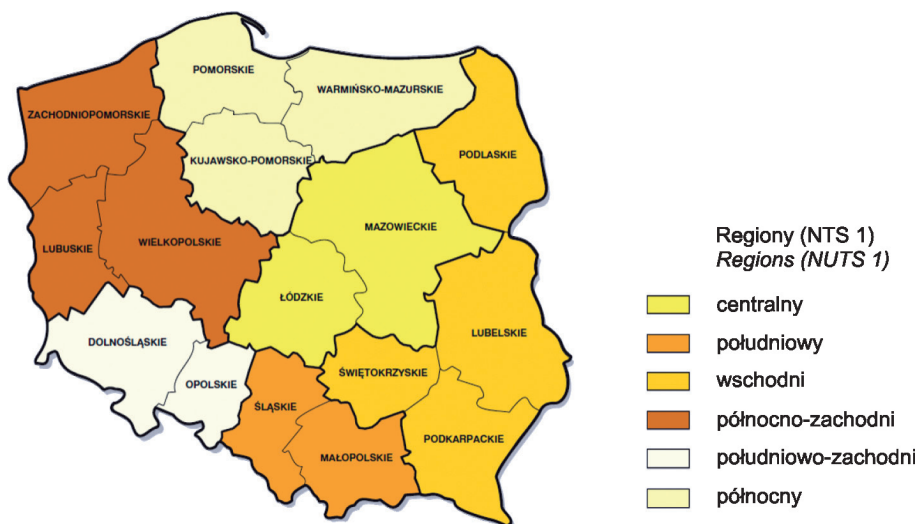 POMORSKIE
WARMIŃSKO-MAZURSKIE
ZACHODNIOPOMORSKIE
KUJAWSKO-POMORSKIE
PODLASKIE
MAZOWIECKIE
LUBUSKIE
WIELKOPOLSKIE
ŁÓDZKIE
LUBELSKIE
DOLNOŚLĄSKIE
OPOLSKIE
ŚWIĘTOKRZYSKIE
ŚLĄSKIE
PODKARPACKIE
MAŁOPOLSKIE
Regiony (NTS 1)
Regions (NUTS 1)
centralny
południowy
wschodni
północno-zachodni
południowo-zachodni
północny